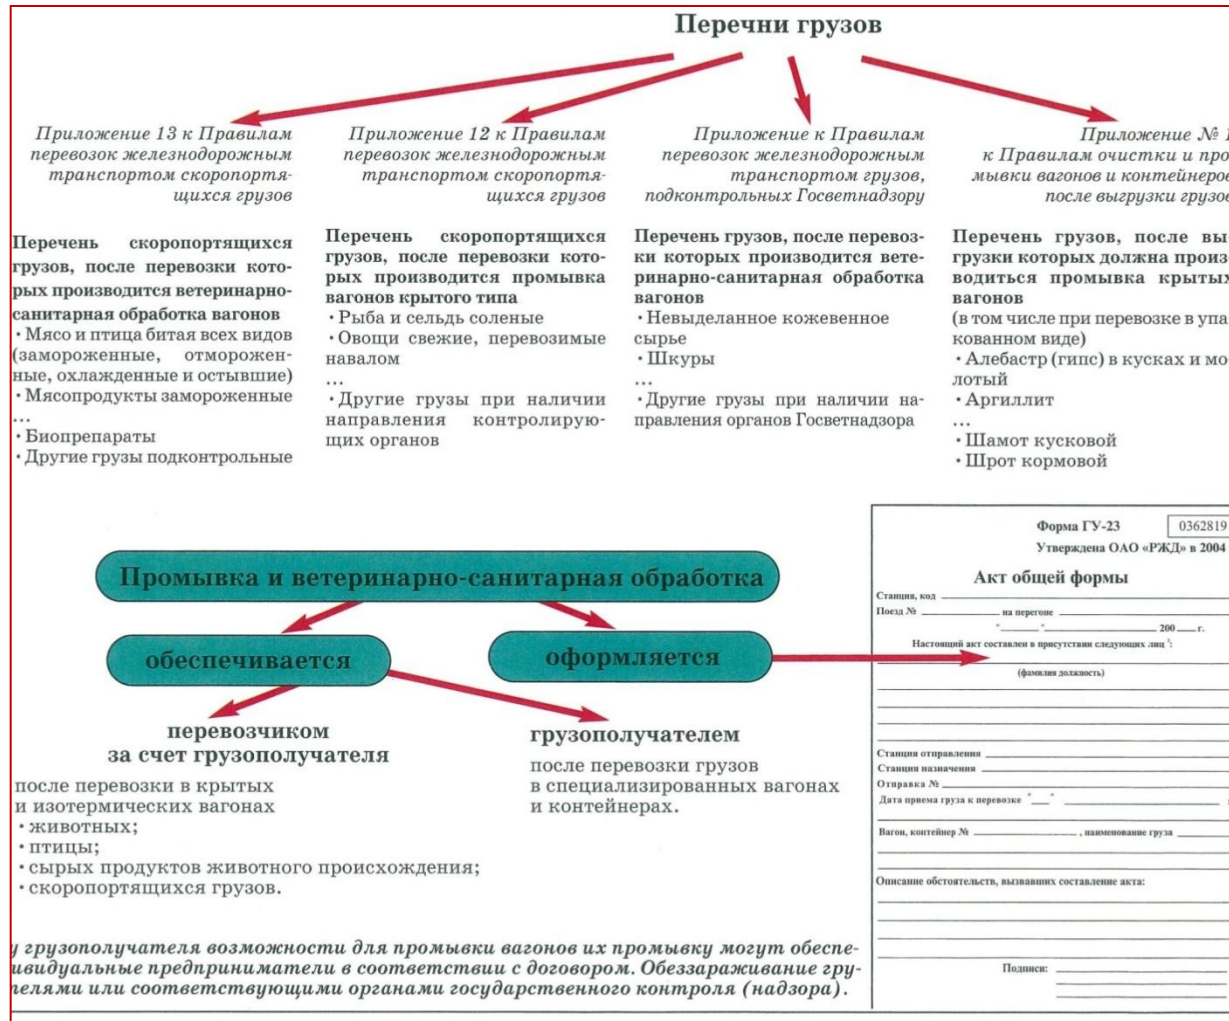 Перечни грузов
Приложение 13 к Правилам
перевозок железнодорожным
транспортом скоропортя-
щихся грузов
Перечень скоропортящихся
грузов, после перевозки кото-
рых производится ветеринарно-
санитарная обработка вагонов
· Мясо и птица битая всех видов
(замороженные, отморожен-
ные, охлажденные и остывшие)
· Мясопродукты замороженные
...
· Биопрепараты
· Другие грузы подконтрольные
Приложение 12 к Правилам
перевозок железнодорожным
транспортом скоропортя-
щихся грузов
Перечень скоропортящихся
грузов, после перевозки кото-
рых производится промывка
вагонов крытого типа
· Рыба и сельдь соленые
· Овощи свежие, перевозимые
навалом
...
· Другие грузы при наличии
направления контролирую-
щих органов
Приложение к Правилам
перевозок железнодорожным
транспортом грузов,
подконтрольных Госветнадзору
Перечень грузов, после перевоз-
ки которых производится вете-
ринарно-санитарная обработка
вагонов
· Невыделанное кожевенное
сырье
· Шкуры
...
· Другие грузы при наличии на-
правления органов Госветнадзора
Приложение № 1
к Правилам очистки и про
мывки вагонов и контейнеров
после выгрузки грузов
Перечень грузов, после вы-
грузки которых должна произ-
водиться промывка крытых
вагонов
(в том числе при перевозке в упа-
кованном виде)
· Алебастр (гипс) в кусках и мо-
лотый
· Аргиллит
...
· Шамот кусковой
· Шрот кормовой
Промывка и ветеринарно-санитарная обработка
обеспечивается
оформляется
перевозчиком
за счет грузополучателя
после перевозки в крытых
и изотермических вагонах
· животных;
· птицы;
· сырых продуктов животного происхождения;
· скоропортящихся грузов.
грузополучателем
после перевозки грузов
в специализированных вагонах
и контейнерах.
Форма ГУ-23 0362819
Утверждена ОАО «РЖД» в 2004
Акт общей формы
Станция, код
Поезд № на перегоне
" " 200 г.
Настоящий акт составлен в присутствии следующих лиц :
(фамилия должность)
Станция отправления
Станция назначения
Отправка №
Дата приема груза к перевозке " "
Вагон, контейнер № , наименование груза
Описание обстоятельств, вызвавших составление акта:
Подписи:
у грузополучателя возможности для промывки вагонов их промывку могут обеспе-
ивидуальные предприниматели в соответствии с договором. Обеззараживание гру-
телями или соответствующими органами государственного контроля (надзора).